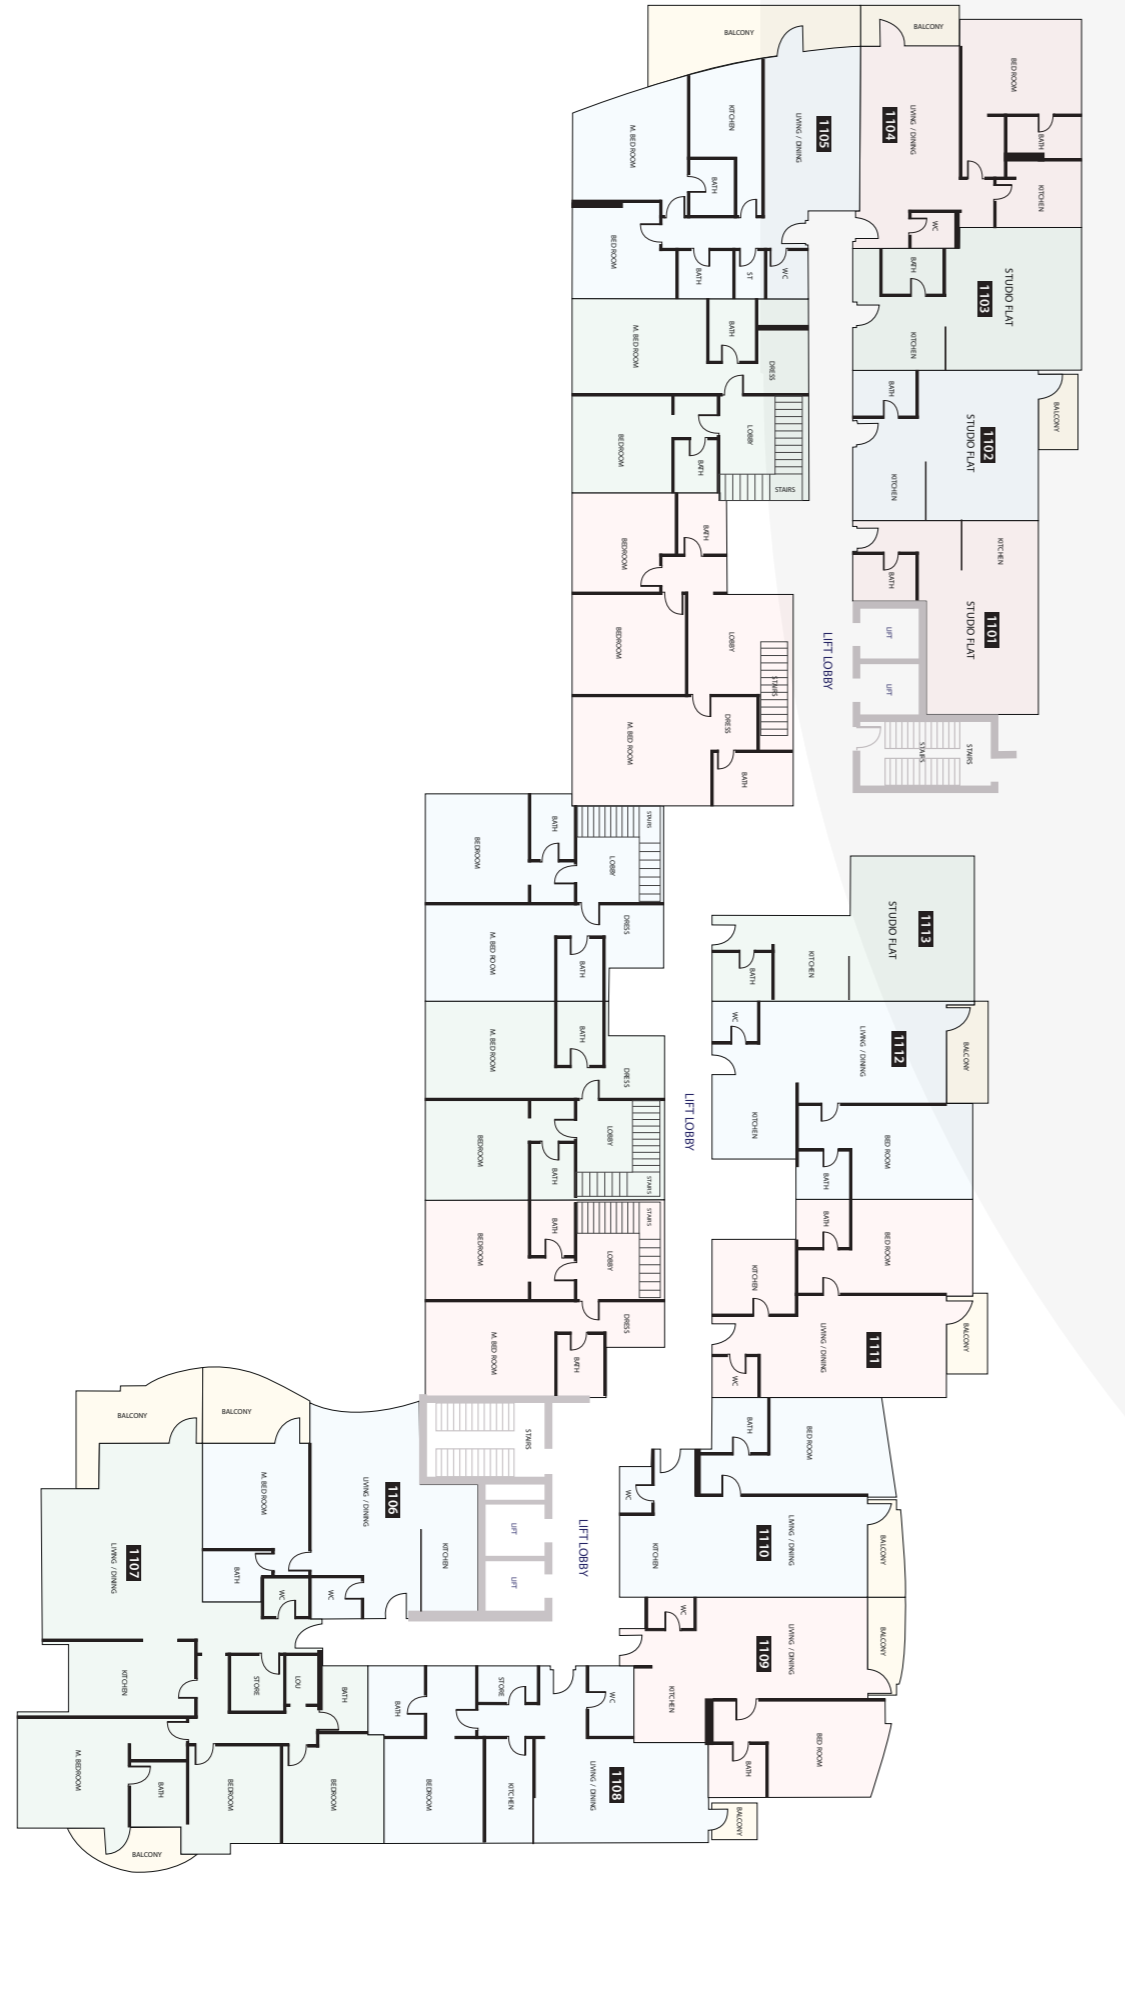 BALCONY
BALCONY
BED ROOM
KITCHEN
LIVING / DINING
1105
1104
LIVING / DINING
M. BED ROOM
BATH
BATH
KITCHEN
WC
BED ROOM
BATH
ST
WC
BATH
1103
STUDIO FLAT
M. BED ROOM
BATH
DRESS
KITCHEN
BATH
BALCONY
BEDROOM
LOBBY
BATH
STAIRS
1102
STUDIO FLAT
KITCHEN
BEDROOM
BATH
KITCHEN
BATH
BEDROOM
LOBBY
STAIRS
LIFT LOBBY
LIFT
LIFT
1101
STUDIO FLAT
M. BED ROOM
DRESS
BATH
STAIRS
STAIRS
BEDROOM
BATH
STAIRS
LOBBY
M. BED ROOM
DRESS
BATH
1113
STUDIO FLAT
KITCHEN
BATH
M. BED ROOM
BATH
DRESS
WC
LIVING / DINING
1112
BALCONY
LIFT LOBBY
KITCHEN
BEDROOM
LOBBY
BATH
STAIRS
BED ROOM
BATH
BEDROOM
BATH
STAIRS
LOBBY
BATH
BED ROOM
KITCHEN
M. BED ROOM
DRESS
BATH
LIVING / DINING
1111
BALCONY
WC
BALCONY
BALCONY
STAIRS
BATH
BED ROOM
M. BEDROOM
LIVING / DINING
1106
KITCHEN
LIFT
LIFT
LIFT LOBBY
WC
KITCHEN
1110
LIVING / DINING
BALCONY
1107
LIVING / DINING
BATH
WC
WC
WC
1109
LIVING / DINING
BALCONY
KITCHEN
KITCHEN
STORE
LOU
BATH
BATH
STORE
WC
M. BEDROOM
BATH
BEDROOM
BEDROOM
BEDROOM
KITCHEN
LIVING / DINING
1108
BATH
BED ROOM
BALCONY
BALCONY